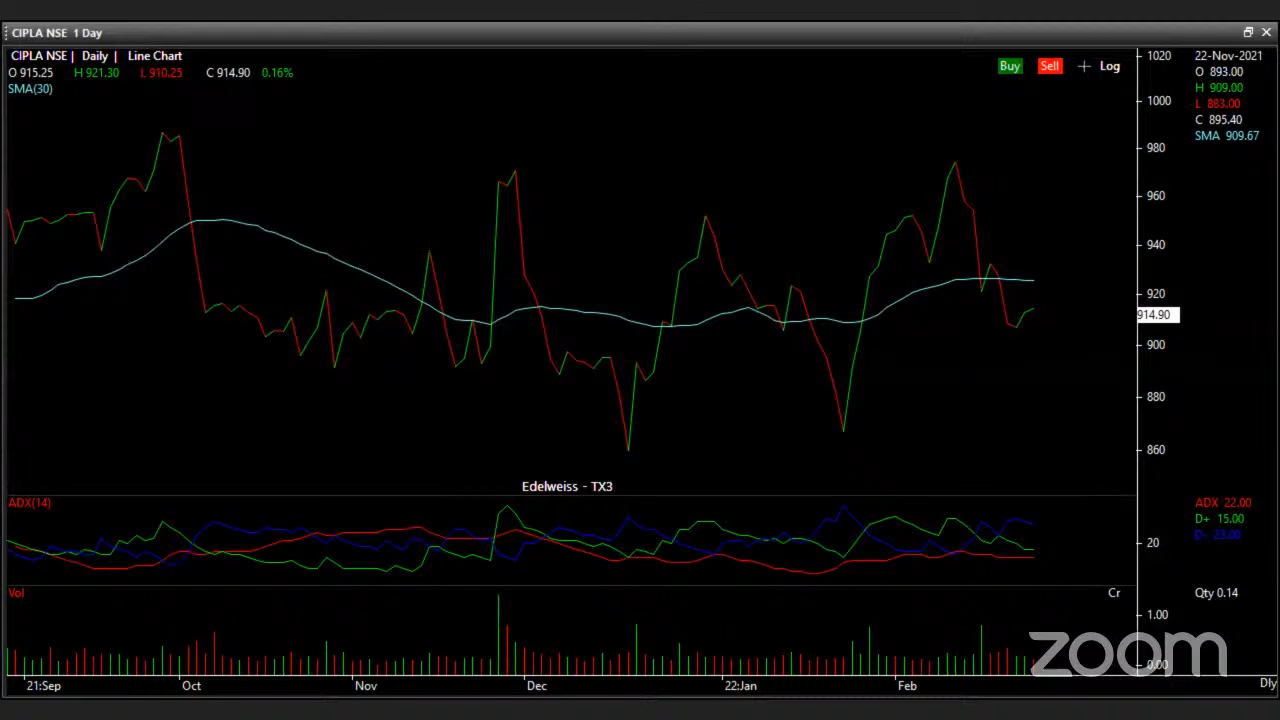 CIPLA NSE 1 Day
CIPLA NSE | Daily | Line Chart
O 915.25 H 921.30 L 910.25 C 914.90 0.16%
SMA(30)
Buy Sell + Log
1020
1000
980
960
940
920
914.90
900
880
860
22-Nov-2021
O 893.00
H 909.00
L 883.00
C 895.40
SMA 909.67
Edelweiss - TX3
ADX(14)
20
ADX 22.00
D+ 15.00
D- 23.00
Vol
Cr
1.00
0.00
Qty 0.14
zoom
21:Sep Oct Nov Dec 22:Jan Feb
Dly